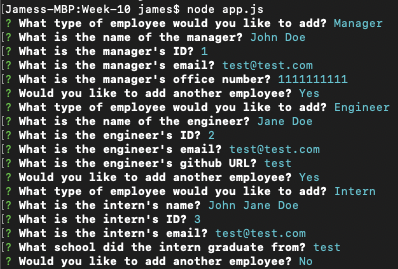 [Jamess-MBP:Week-10 james$ node app.js
[? What type of employee would you like to add? Manager
[? What is the name of the manager? John Doe
[? What is the manager's ID? 1
[? What is the manager's email? test@test.com
[? What is the manager's office number? 1111111111
[? Would you like to add another employee? Yes
? What type of employee would you like to add? Engineer
[? What is the name of the engineer? Jane Doe
[? What is the engineer's ID? 2
[? What is the engineer's email? test@test.com
[? What is the engineer's github URL? test
[? Would you like to add another employee? Yes
? What type of employee would you like to add? Intern
[? What is the intern's name? John Jane Doe
[? What is the intern's ID? 3
[? What is the intern's email? test@test.com
[? What school did the intern graduate from? test
[? Would you like to add another employee? No